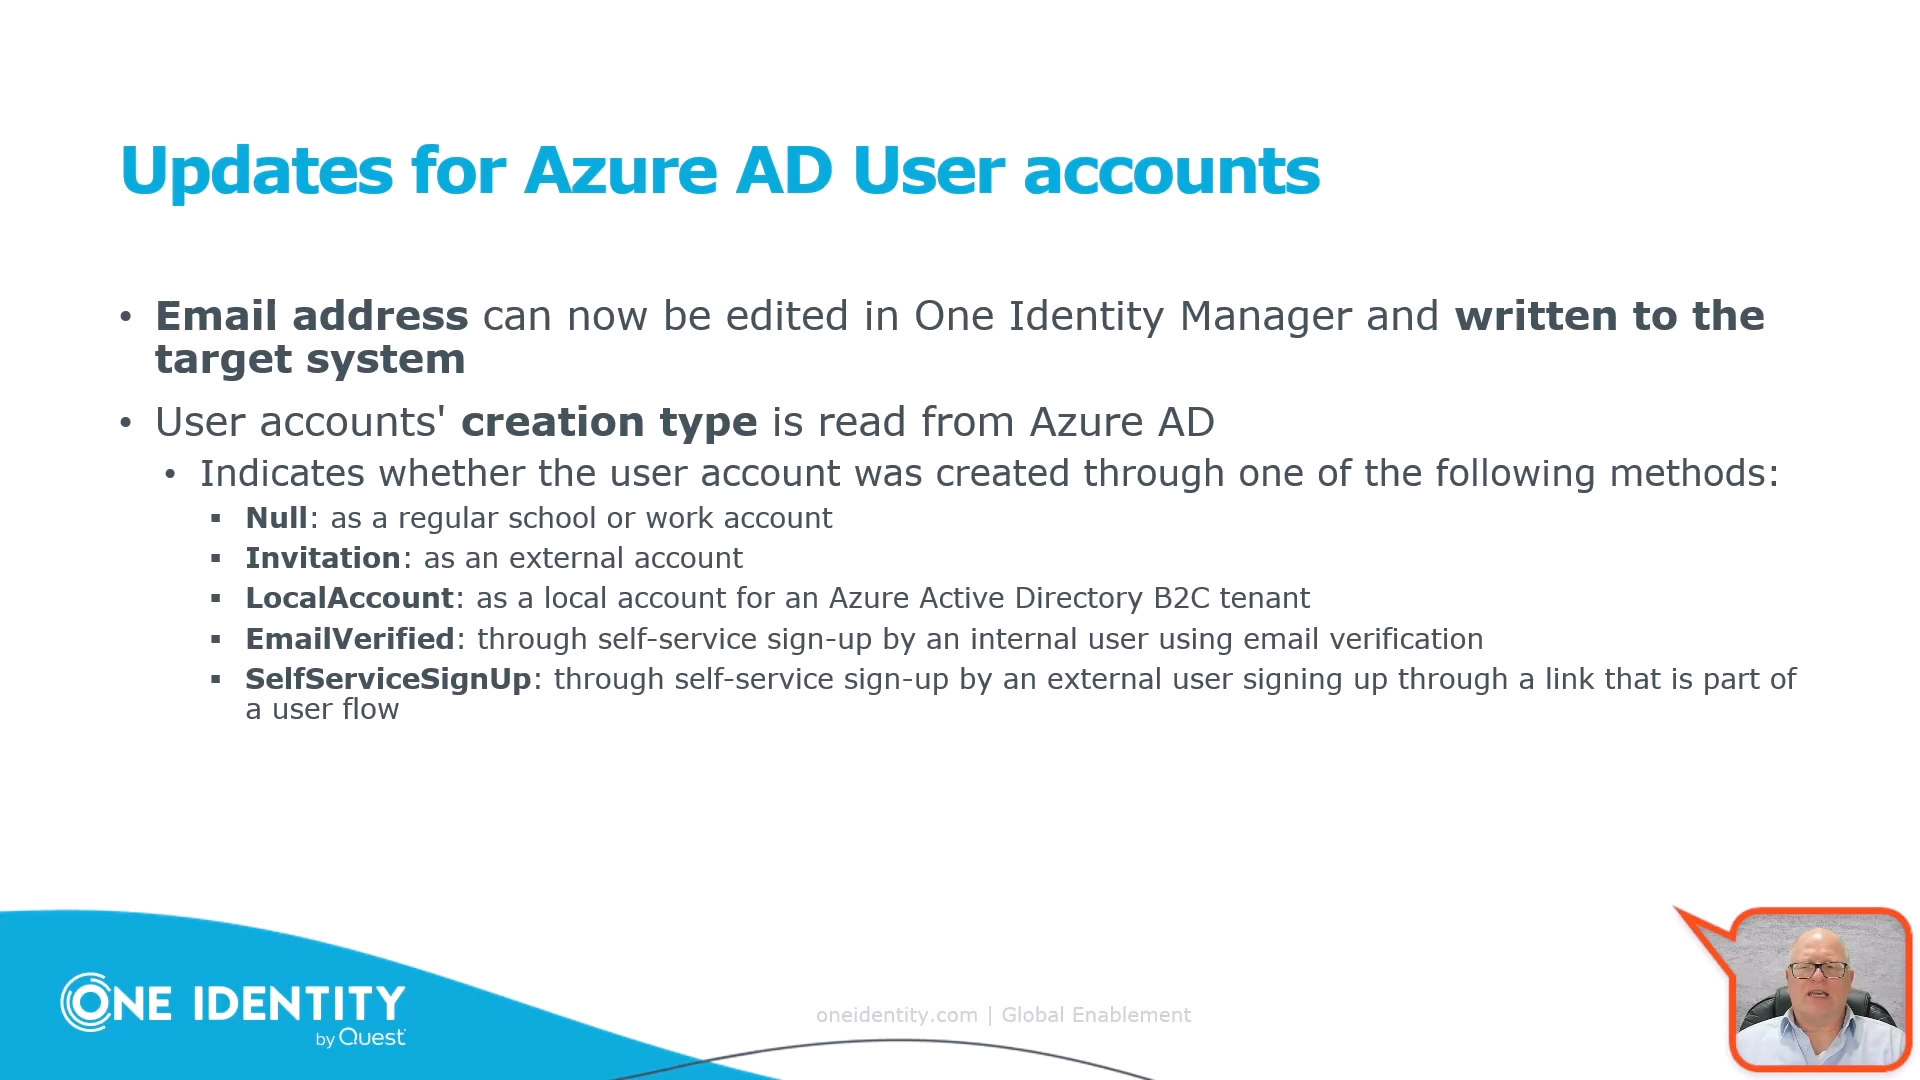 Updates for Azure AD User accounts
• Email address can now be edited in One Identity Manager and written to the
target system
• User accounts' creation type is read from Azure AD
• Indicates whether the user account was created through one of the following methods:
▪ Null: as a regular school or work account
▪ Invitation: as an external account
▪ LocalAccount: as a local account for an Azure Active Directory B2C tenant
▪ EmailVerified: through self-service sign-up by an internal user using email verification
▪ SelfServiceSignUp: through self-service sign-up by an external user signing up through a link that is part of
a user flow
ONE IDENTITY
by Quest
oneidentity.com | Global Enablement